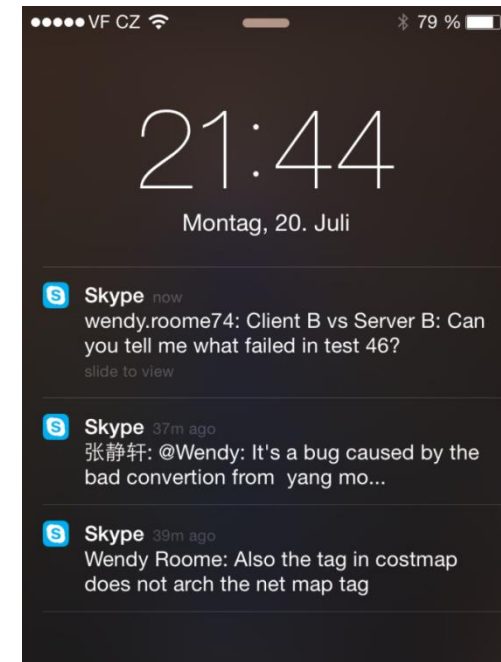 VF CZ 79 %
21:44
Montag, 20. Juli
Skype now
wendy.roome74: Client B vs Server B: Can
you tell me what failed in test 46?
slide to view
Skype 37m ago
张静轩: @Wendy: It's a bug caused by the
bad convertion from yang mo...
Skype 39m ago
Wendy Roome: Also the tag in costmap
does not arch the net map tag